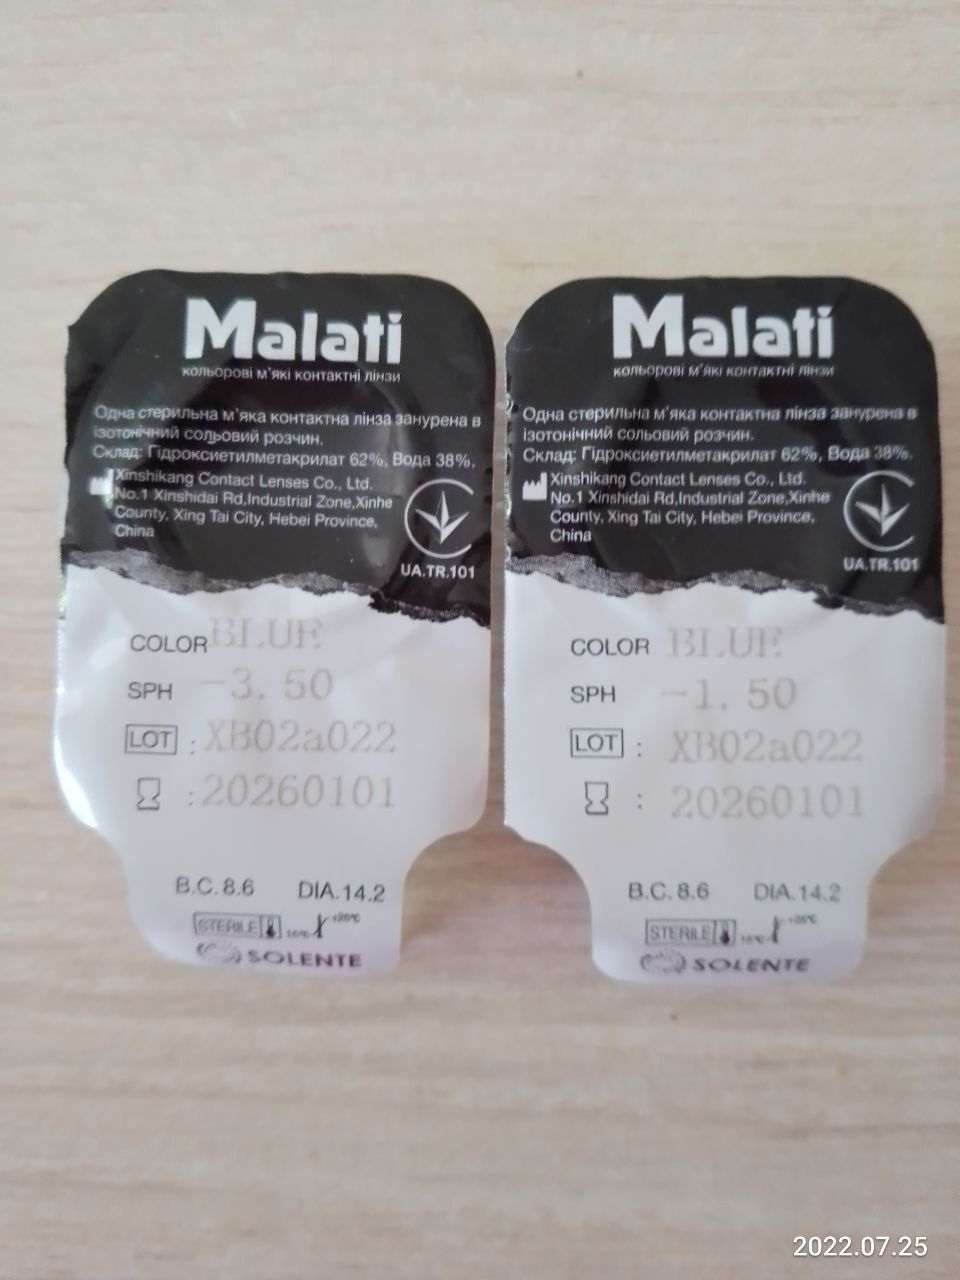 Malati
кольорові м'які контактні лінзи
Одна стерильна м'яка контактна лінза занурена в
ізотонічний сольовий розчин.
Склад: Гідроксиетилметакрилат 62%, Вода 38%.
Xinshikang Contact Lenses Co., Ltd.
No.1 Xinshidai Rd,Industrial Zone,Xinhe
County, Xing Tai City, Hebei Province,
China
UA.TR.101
COLOR BLUE
SPH -3.50
LOT : XB02a022
: 20260101
B.C.8.6 DIA.14.2
STERILE 15°C +25°C
SOLENTE
Malati
кольорові м'які контактні лінзи
Одна стерильна м'яка контактна лінза занурена в
ізотонічний сольовий розчин.
Склад: Гідроксиетилметакрилат 62%, Вода 38%.
Xinshikang Contact Lenses Co., Ltd.
No.1 Xinshidai Rd,Industrial Zone,Xinhe
County, Xing Tai City, Hebei Province,
China
UA.TR.101
COLOR BLUE
SPH -1.50
LOT : XB02a022
: 20260101
B.C.8.6 DIA.14.2
STERILE 15°C +25°C
SOLENTE
2022.07.25